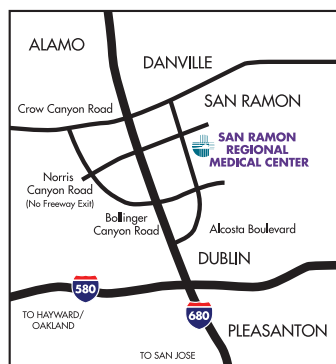 ALAMO
DANVILLE
Crow Canyon Road
SAN RAMON
SAN RAMON
REGIONAL
MEDICAL CENTER
Norris
Canyon Road
(No Freeway Exit)
Bollinger
Canyon Road
Alcosta Boulevard
DUBLIN
580
680
TO HAYWARD/
OAKLAND
PLEASANTON
TO SAN JOSE